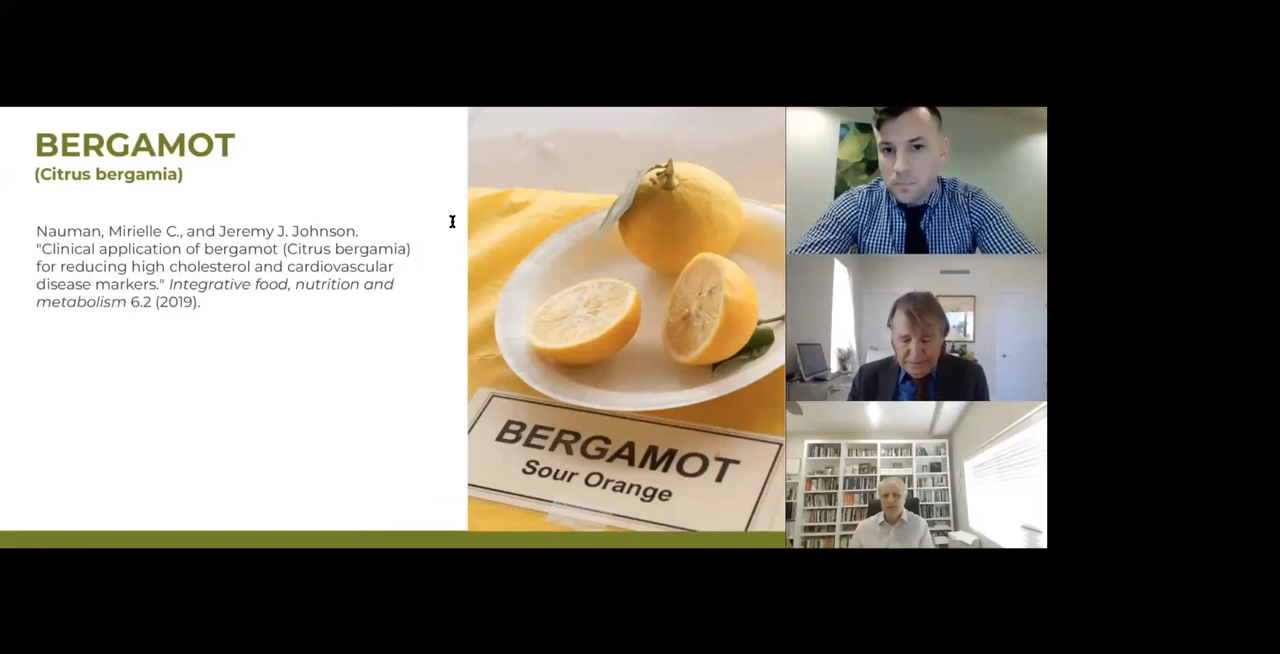 BERGAMOT
(Citrus bergamia)
Nauman, Mirielle C., and Jeremy J. Johnson.
"Clinical application of bergamot (Citrus bergamia)
for reducing high cholesterol and cardiovascular
disease markers." Integrative food, nutrition and
metabolism 6.2 (2019).
BERGAMOT
Sour Orange